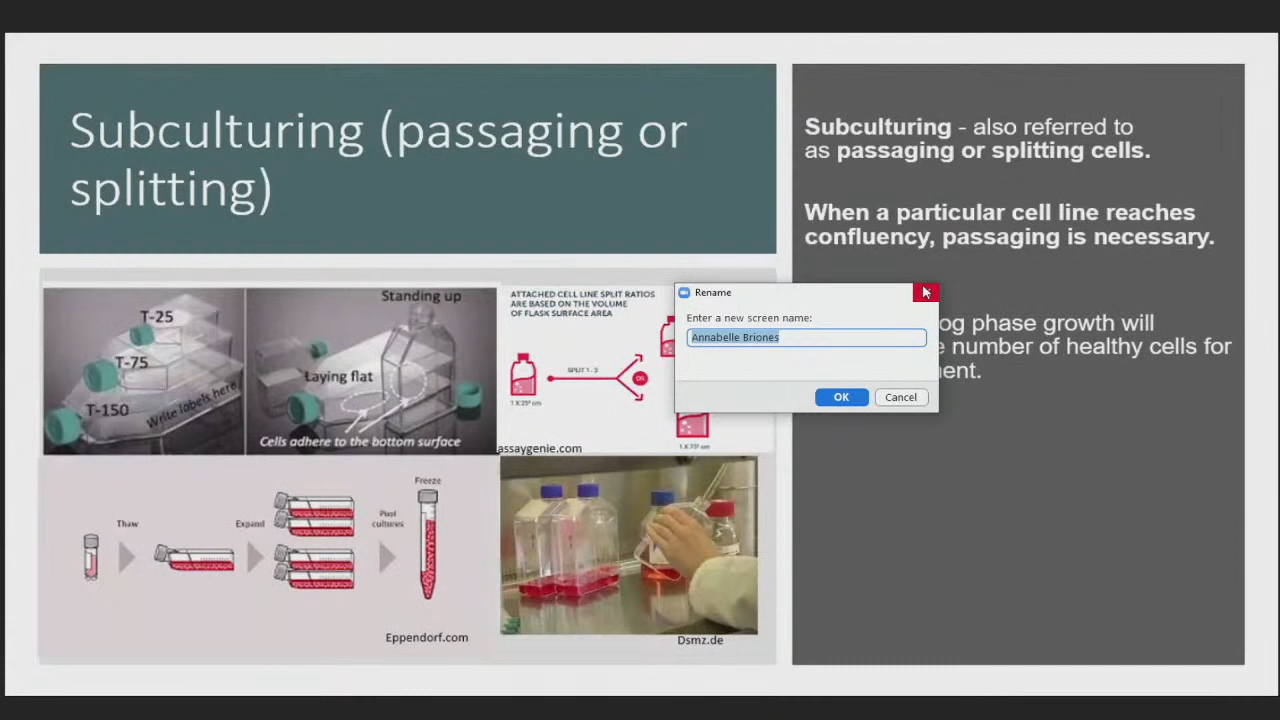 Subculturing (passaging or
splitting)
Subculturing - also referred to
as passaging or splitting cells.
When a particular cell line reaches
confluency, passaging is necessary.
og phase growth will
e number of healthy cells for
ent.
Rename
Enter a new screen name:
Annabelle Briones
OK
Cancel
T-25
T-75
T-150
Write labels here
Standing up
Laying flat
Cells adhere to the bottom surface
ATTACHED CELL LINE SPLIT RATIOS
ARE BASED ON THE VOLUME
OF FLASK SURFACE AREA
SPLIT 1 : 3
OR
assaygenie.com
Thaw
Expand
Pool
cultures
Freeze
Eppendorf.com
Dsmz.de